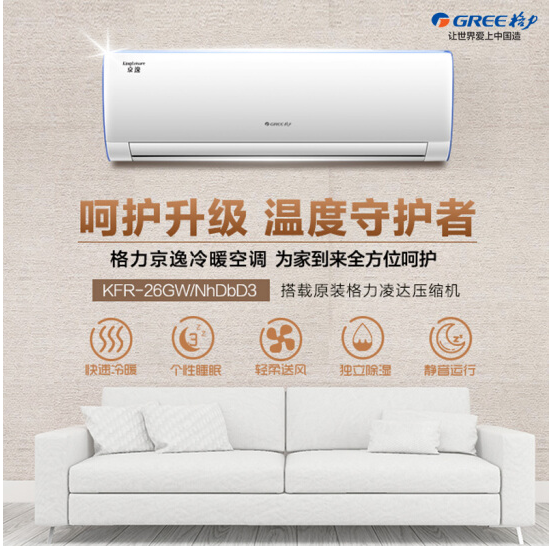 GREE格力
让世界爱上中国造
京逸
GREE格力
呵护升级 温度守护者
格力京逸冷暖空调 为家到来全方位呵护
KFR-26GW/NhDbD3 搭载原装格力凌达压缩机
快速冷暖 个性睡眠 轻柔送风 独立除湿 静音运行